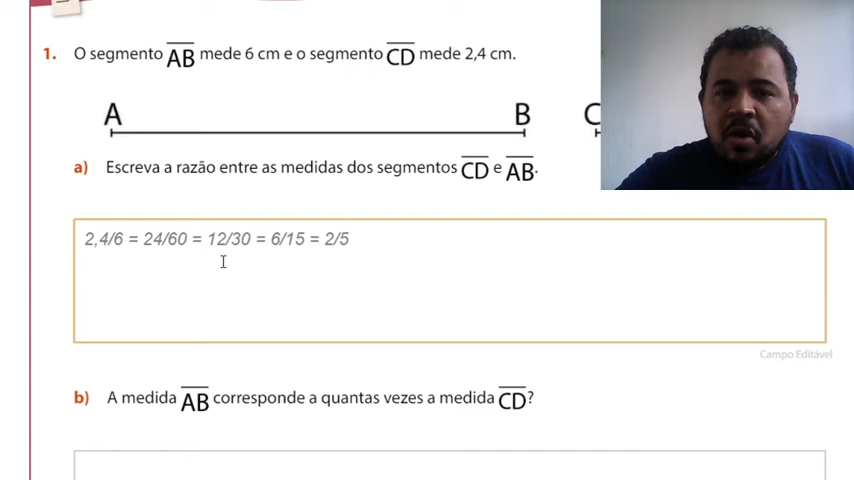 1. O segmento AB mede 6 cm e o segmento CD mede 2,4 cm.
A B C
a) Escreva a razão entre as medidas dos segmentos CD e AB.
2,4/6 = 24/60 = 12/30 = 6/15 = 2/5
Campo Editável
b) A medida AB corresponde a quantas vezes a medida CD?